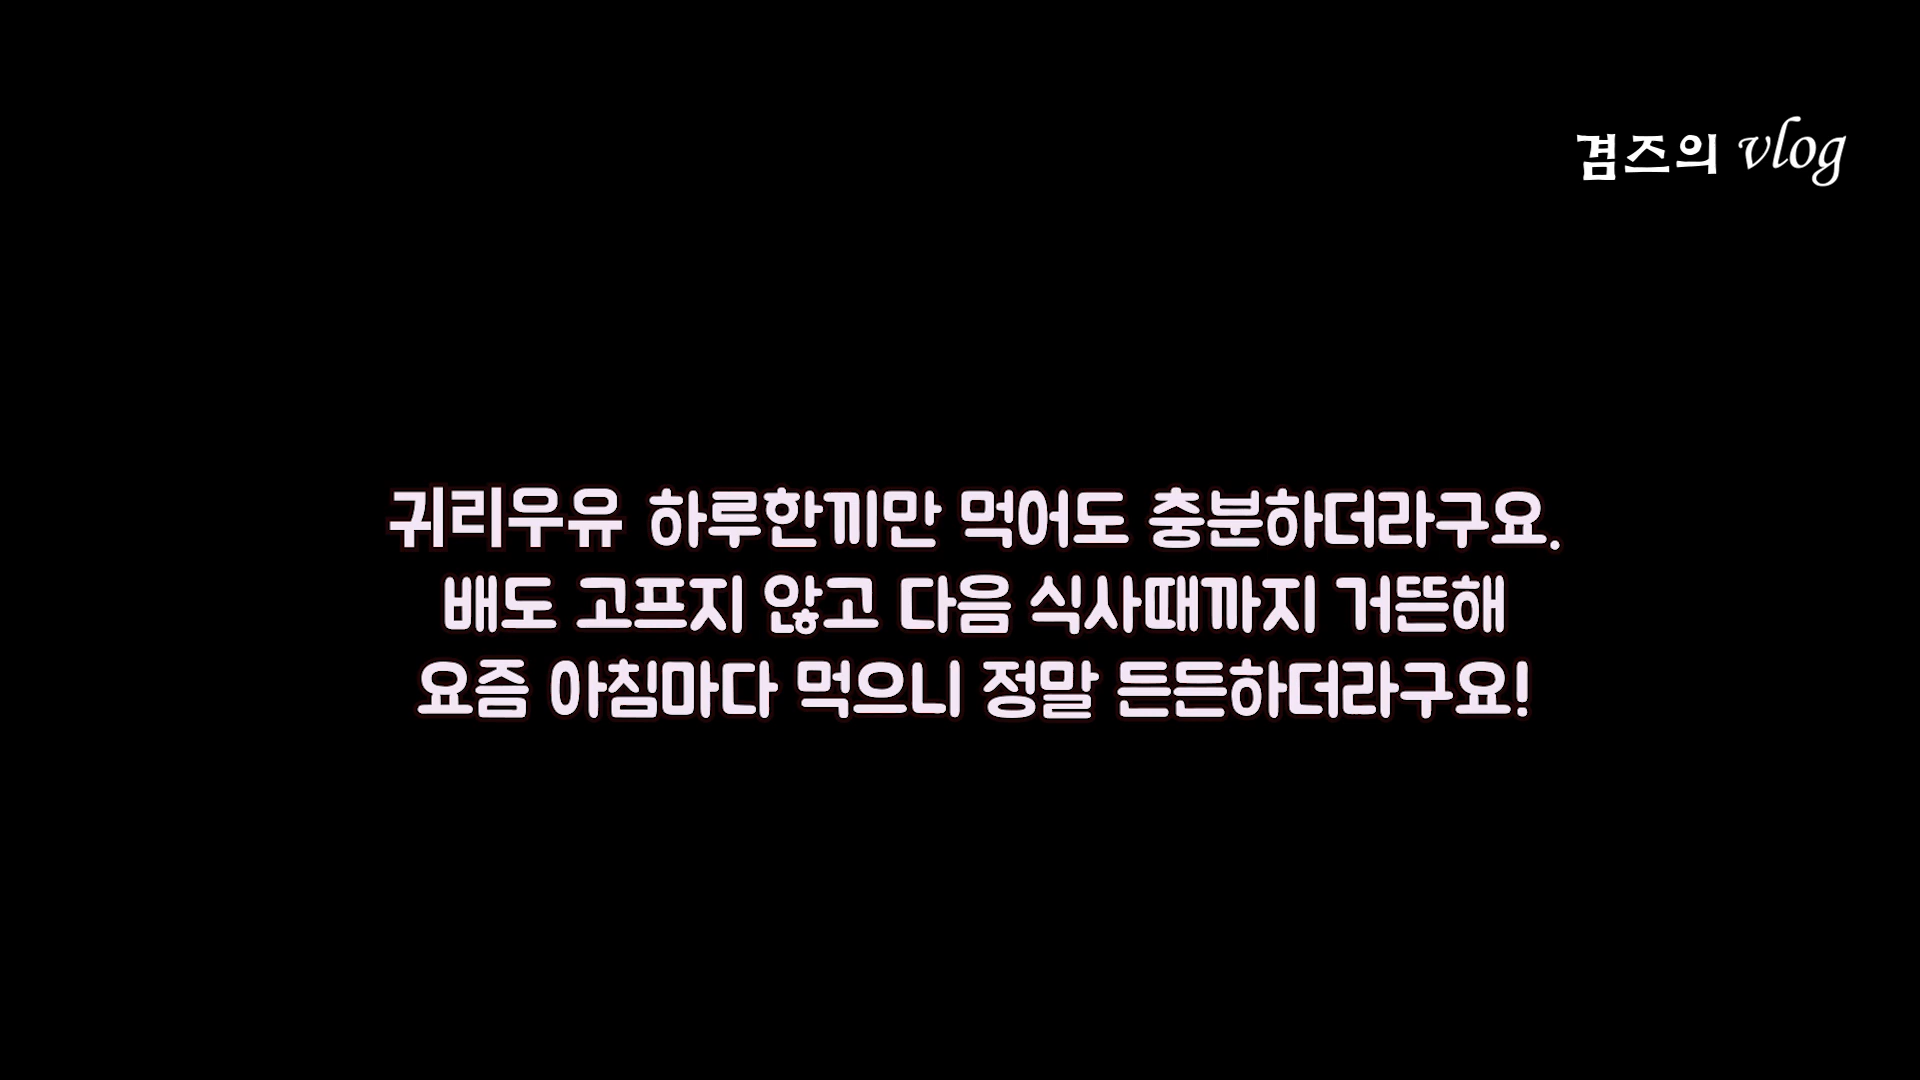 겸즈의 vlog
귀리우유 하루한끼만 먹어도 충분하더라구요.
배도 고프지 않고 다음 식사때까지 거뜬해
요즘 아침마다 먹으니 정말 든든하더라구요!